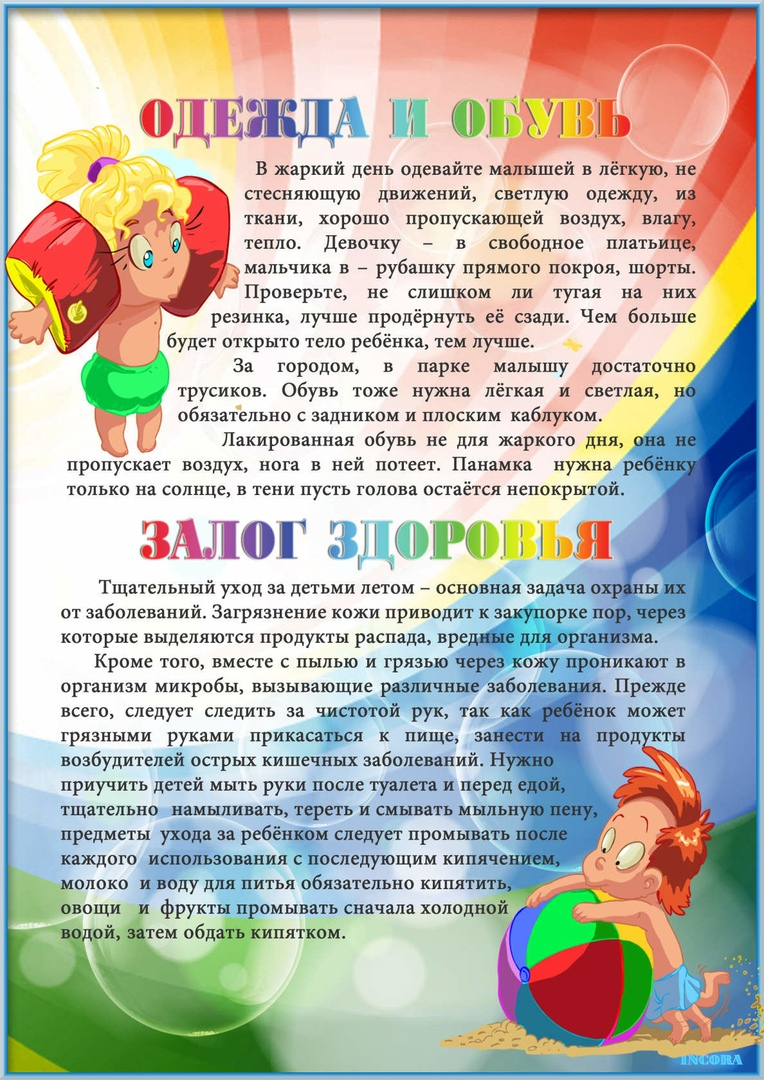 ОДЕЖДА И ОБУВЬ
В жаркий день одевайте малышей в лёгкую, не
стесняющую движений, светлую одежду, из
ткани, хорошо пропускающей воздух, влагу,
тепло. Девочку – в свободное платьице,
мальчика в – рубашку прямого покроя, шорты.
Проверьте, не слишком ли тугая на них
резинка, лучше продёрнуть её сзади. Чем больше
будет открыто тело ребёнка, тем лучше.
За городом, в парке малышу достаточно
трусиков. Обувь тоже нужна лёгкая и светлая, но
обязательно с задником и плоским каблуком.
Лакированная обувь не для жаркого дня, она не
пропускает воздух, нога в ней потеет. Панамка нужна ребёнку
только на солнце, в тени пусть голова остаётся непокрытой.
ЗАЛОГ ЗДОРОВЬЯ
Тщательный уход за детьми летом – основная задача охраны их
от заболеваний. Загрязнение кожи приводит к закупорке пор, через
которые выделяются продукты распада, вредные для организма.
Кроме того, вместе с пылью и грязью через кожу проникают в
организм микробы, вызывающие различные заболевания. Прежде
всего, следует следить за чистотой рук, так как ребёнок может
грязными руками прикасаться к пище, занести на продукты
возбудителей острых кишечных заболеваний. Нужно
приучить детей мыть руки после туалета и перед едой,
тщательно намыливать, тереть и смывать мыльную пену,
предметы ухода за ребёнком следует промывать после
каждого использования с последующим кипячением,
молоко и воду для питья обязательно кипятить,
овощи и фрукты промывать сначала холодной
водой, затем обдать кипятком.
INCORA